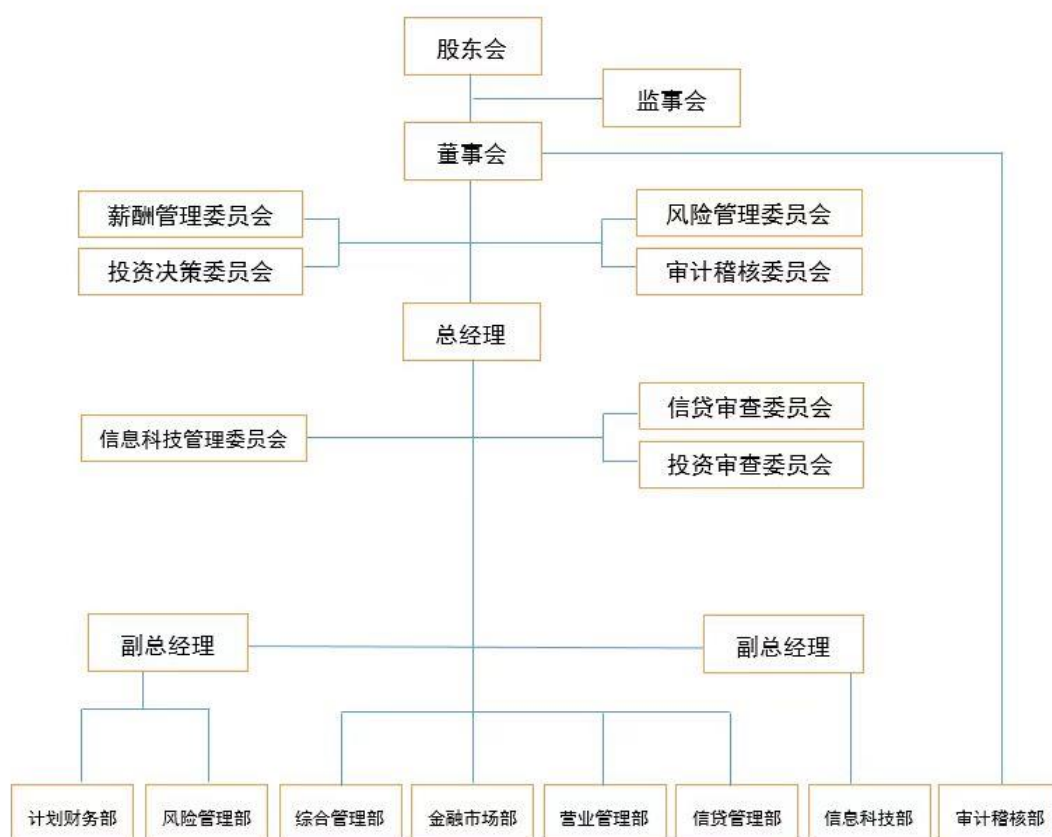 股东会
监事会
董事会
薪酬管理委员会
风险管理委员会
投资决策委员会
审计稽核委员会
总经理
信贷审查委员会
信息科技管理委员会
投资审查委员会
副总经理
副总经理
计划财务部
风险管理部
综合管理部
金融市场部
营业管理部
信贷管理部
信息科技部
审计稽核部